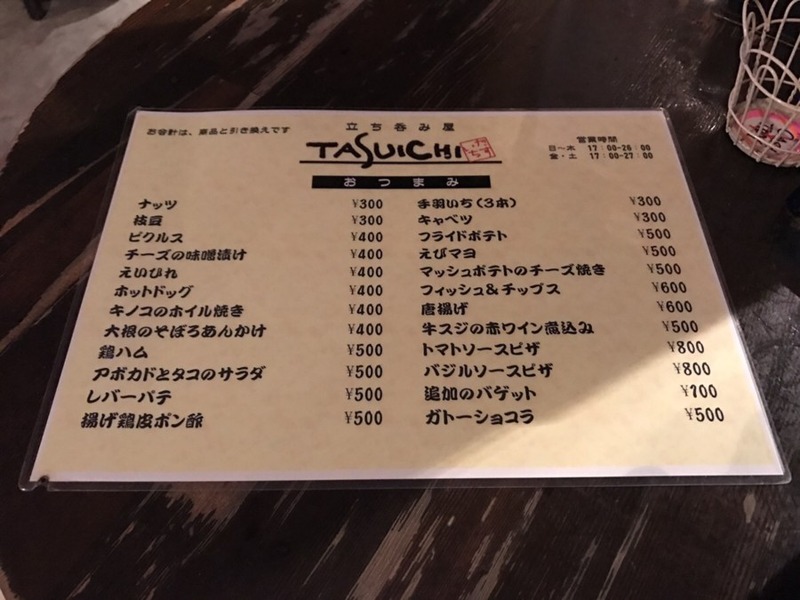 お会計は、商品と引き換えです
立ち呑み屋
TASUICHI
営業時間
日～木 17:00-26:00
金・土 17:00-27:00
おつまみ
ナッツ ¥300
枝豆 ¥300
ピクルス ¥400
チーズの味噌漬け ¥400
えいひれ ¥400
ホットドッグ ¥400
キノコのホイル焼き ¥400
大根のそぼろあんかけ ¥400
鶏ハム ¥500
アボカドとタコのサラダ ¥500
レバーパテ ¥500
揚げ鶏皮ポン酢 ¥500
手羽いち(3本) ¥300
キャベツ ¥300
フライドポテト ¥500
えびマヨ ¥500
マッシュポテトのチーズ焼き ¥500
フィッシュ&チップス ¥600
唐揚げ ¥600
牛スジの赤ワイン煮込み ¥500
トマトソースピザ ¥800
バジルソースピザ ¥800
追加のバゲット ¥100
ガトーショコラ ¥500